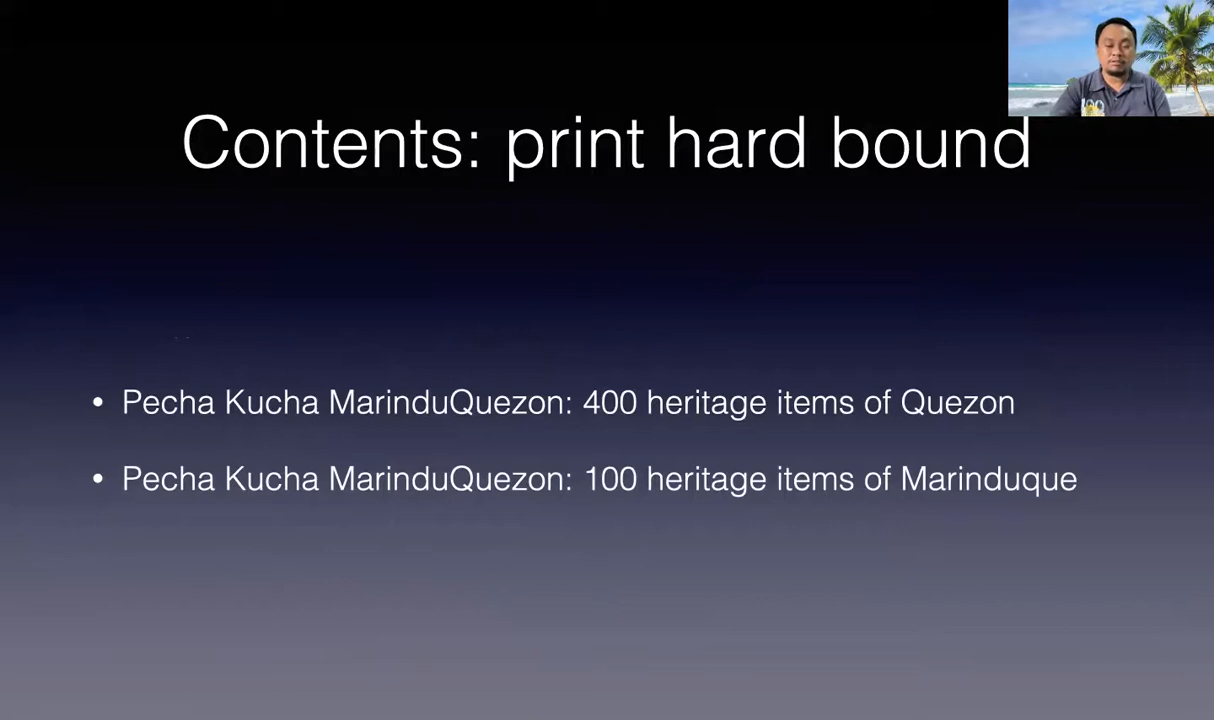 Contents: print hard bound
• Pecha Kucha MarinduQuezon: 400 heritage items of Quezon
• Pecha Kucha MarinduQuezon: 100 heritage items of Marinduque